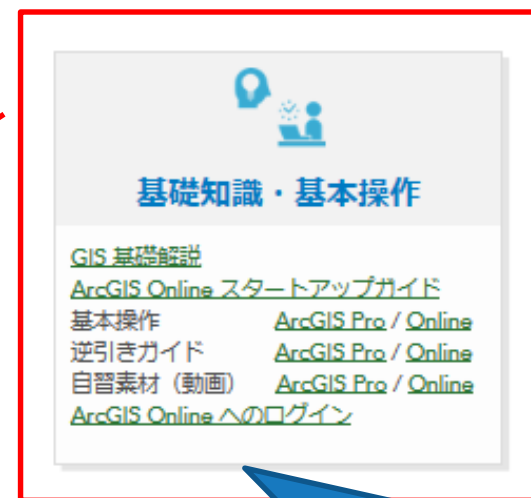 基礎知識・基本操作
GIS 基礎解説
ArcGIS Online スタートアップガイド
基本操作 ArcGIS Pro / Online
逆引きガイド ArcGIS Pro / Online
自習素材（動画） ArcGIS Pro / Online
ArcGIS Online へのログイン